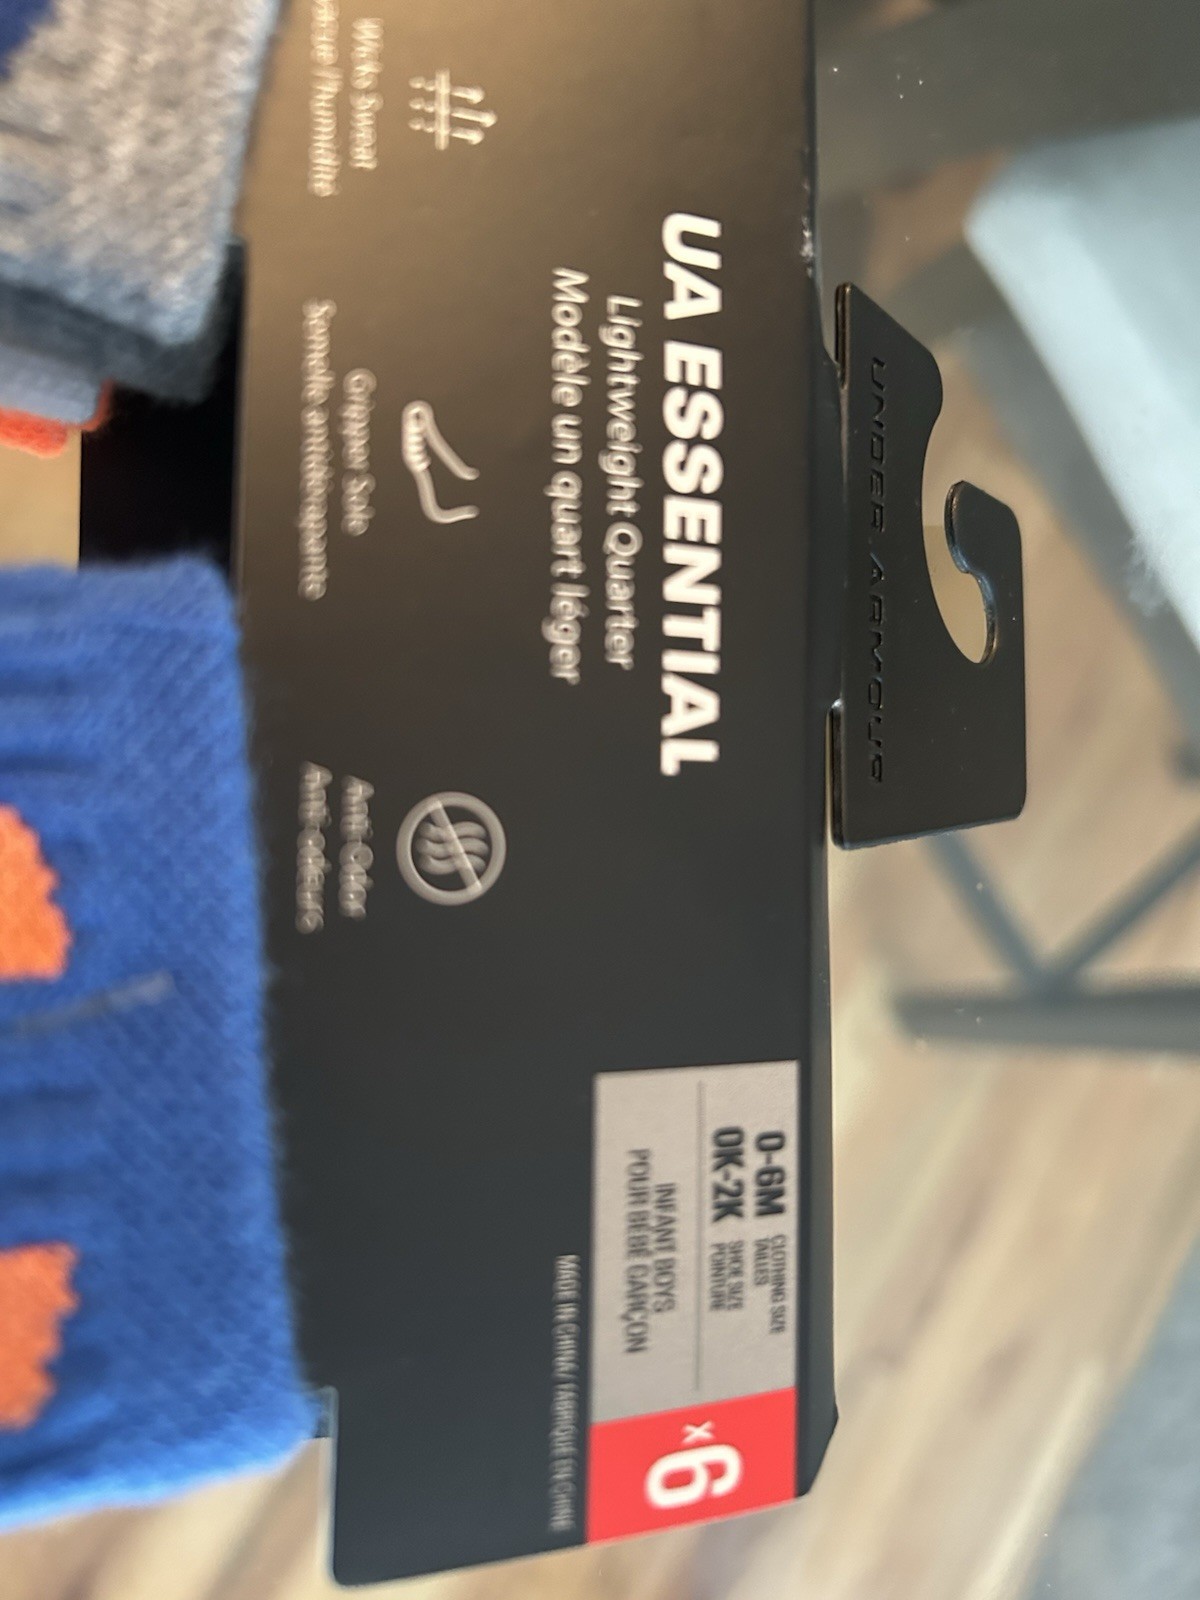 UNDER ARMOUR
UA ESSENTIAL
Lightweight Quarter
Modèle un quart léger
Wicks Sweat
l'humidité
Gripper Sole
Semelle antidérapante
Anti-Odor
Anti-odeurs
0-6M CLOTHING SIZE
TAILLES
0K-2K SHOE SIZE
POINTURE
INFANT BOYS
POUR BÉBÉ GARÇON
x6
MADE IN CHINA / FABRIQUÉ EN CHINE